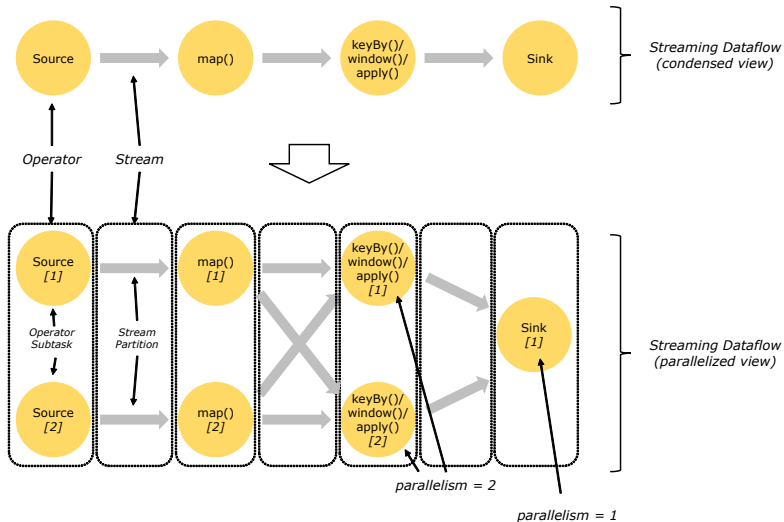 Source
map()
keyBy()/
window()/
apply()
Sink
Streaming Dataflow
(condensed view)
Operator
Stream
Source
[1]
map()
[1]
keyBy()/
window()/
apply()
[1]
Operator
Subtask
Stream
Partition
Sink
[1]
Streaming Dataflow
(parallelized view)
Source
[2]
map()
[2]
keyBy()/
window()/
apply()
[2]
parallelism = 2
parallelism = 1